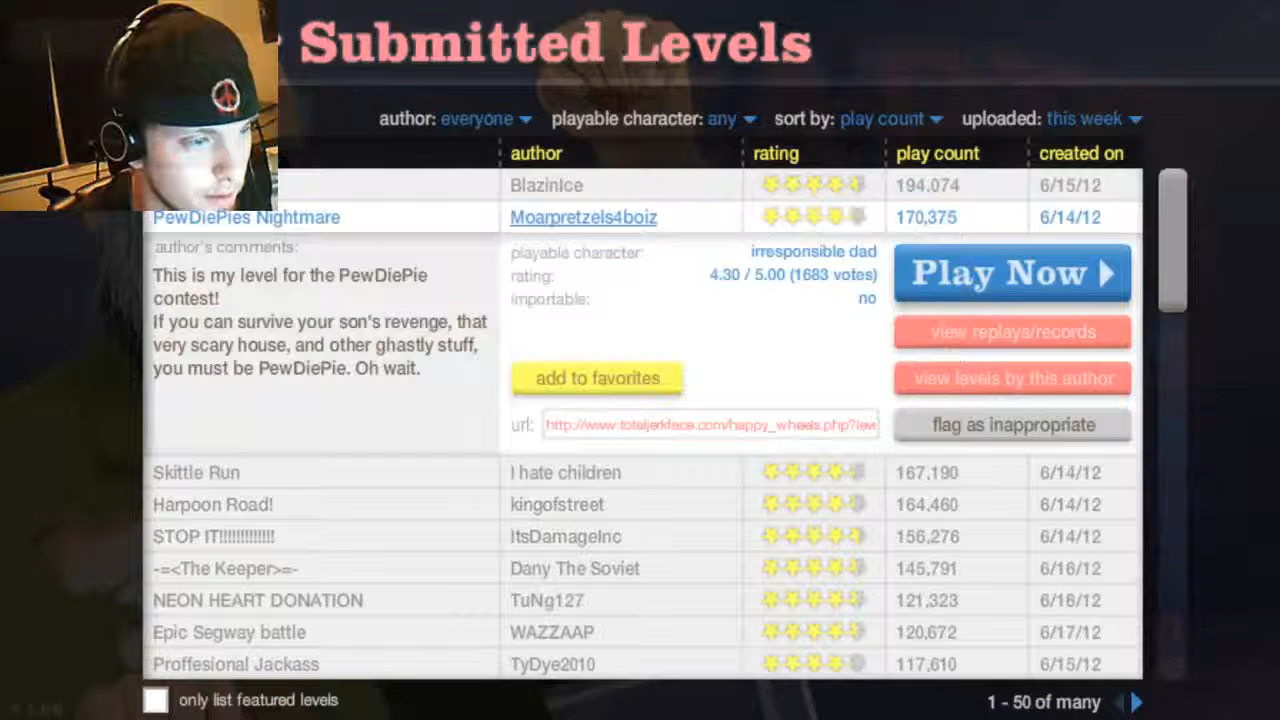 Submitted Levels
author: everyone playable character: any sort by: play count uploaded: this week
author rating play count created on
BlazinIce 194,074 6/15/12
PewDiePies Nightmare Moarpretzels4boiz 170,375 6/14/12
author's comments:
This is my level for the PewDiePie
contest!
If you can survive your son's revenge, that
very scary house, and other ghastly stuff,
you must be PewDiePie. Oh wait.
playable character: irresponsible dad
rating: 4.30 / 5.00 (1683 votes)
importable: no
add to favorites
url: http://www.totaljerkface.com/happy_wheels.php?leve
Play Now
view replays/records
view levels by this author
flag as inappropriate
Skittle Run I hate children 167,190 6/14/12
Harpoon Road! kingofstreet 164,460 6/14/12
STOP IT!!!!!!!!!!!!! ItsDamageInc 156,276 6/14/12
-=<The Keeper>=- Dany The Soviet 145,791 6/16/12
NEON HEART DONATION TuNg127 121,323 6/16/12
Epic Segway battle WAZZAAP 120,672 6/17/12
Proffesional Jackass TyDye2010 117,610 6/15/12
only list featured levels 1 - 50 of many